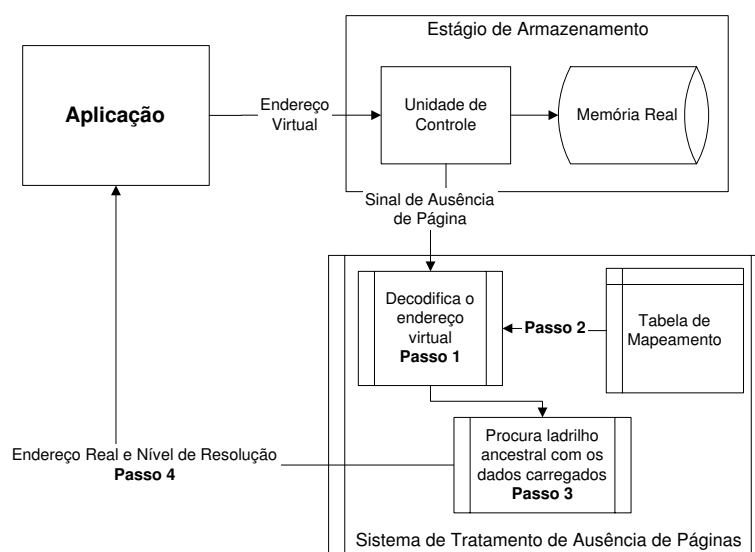 Estágio de Armazenamento
Aplicação
Endereço
Virtual
Unidade de
Controle
Memória Real
Sinal de Ausência
de Página
Decodifica o
endereço
virtual
Passo 1
Passo 2
Tabela de
Mapeamento
Procura ladrilho
ancestral com os
dados carregados
Passo 3
Endereço Real e Nível de Resolução
Passo 4
Sistema de Tratamento de Ausência de Páginas